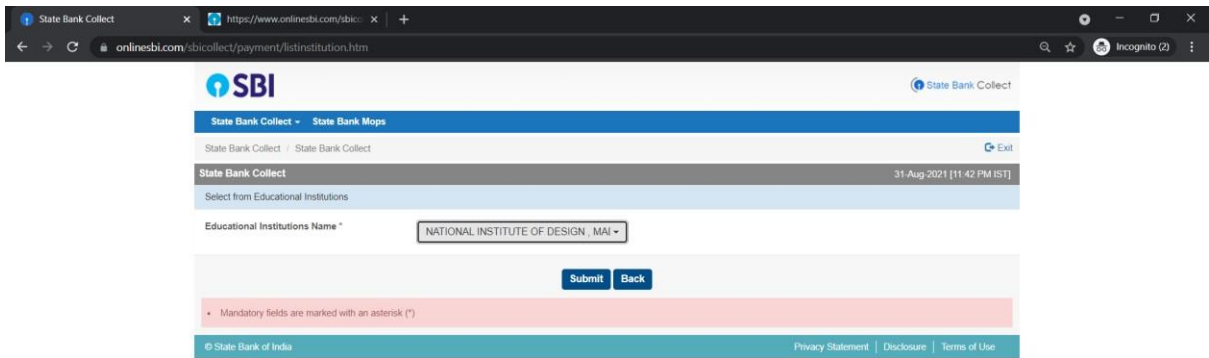 State Bank Collect
https://www.onlinesbi.com/sbico
onlinesbi.com/sbicollect/payment/listinstitution.htm
Incognito (2)
SBI
State Bank Collect
State Bank Collect State Bank Mops
State Bank Collect / State Bank Collect
Exit
State Bank Collect
31-Aug-2021 [11:42 PM IST]
Select from Educational Institutions
Educational Institutions Name *
NATIONAL INSTITUTE OF DESIGN , MAI
Submit Back
Mandatory fields are marked with an asterisk (*)
© State Bank of India
Privacy Statement | Disclosure | Terms of Use